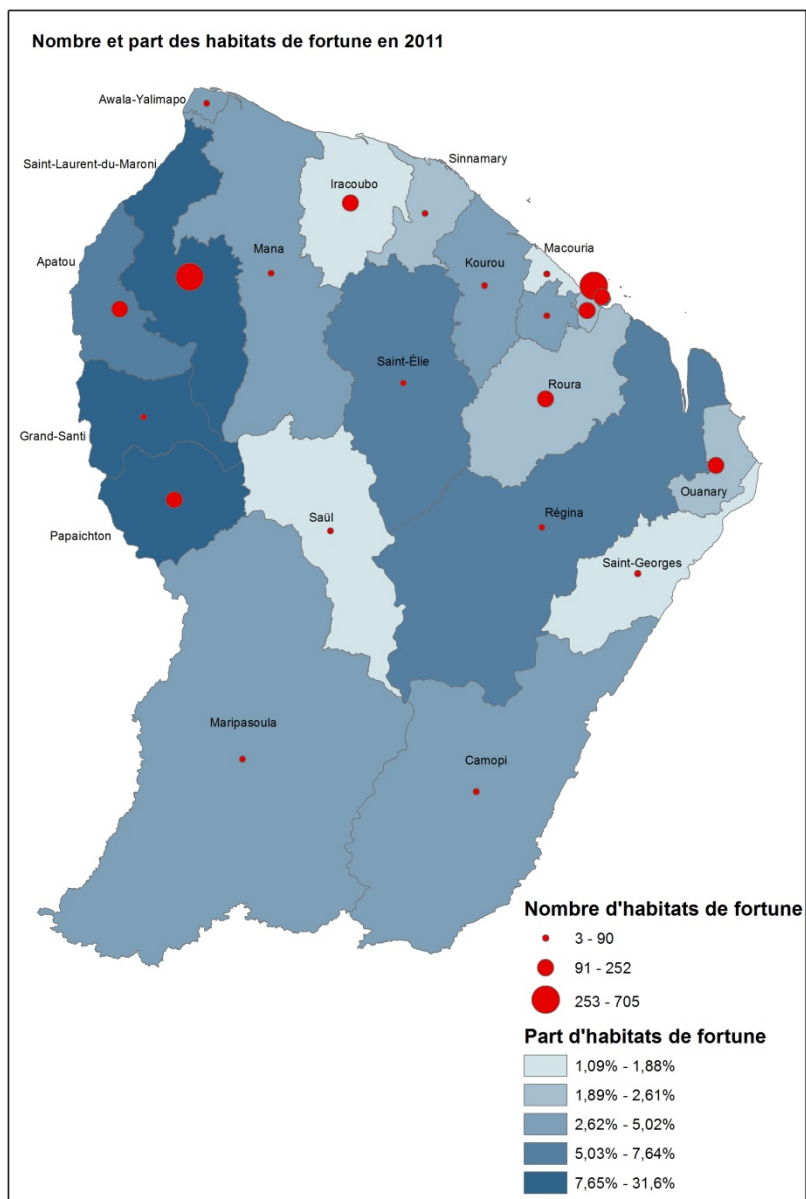 Nombre et part des habitats de fortune en 2011
Awala-Yalimapo
Saint-Laurent-du-Maroni
Sinnamary
Iracoubo
Mana
Macouria
Apatou
Kourou
Saint-Élie
Roura
Grand-Santi
Ouanary
Saül
Régina
Papaichton
Saint-Georges
Maripasoula
Camopi
Nombre d'habitats de fortune
3 - 90
91 - 252
253 - 705
Part d'habitats de fortune
1,09% - 1,88%
1,89% - 2,61%
2,62% - 5,02%
5,03% - 7,64%
7,65% - 31,6%